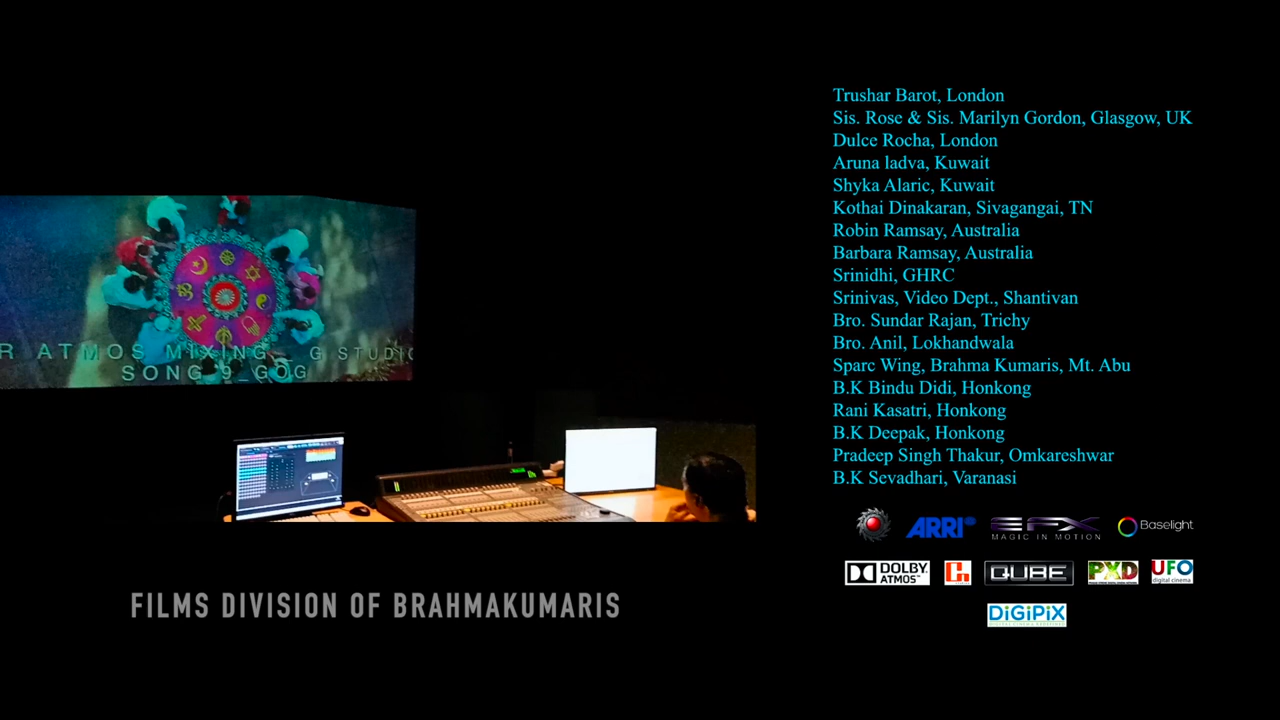 R ATMOS MIXING _ G STUDIO
SONG 9_GOG
FILMS DIVISION OF BRAHMAKUMARIS
Trushar Barot, London
Sis. Rose & Sis. Marilyn Gordon, Glasgow, UK
Dulce Rocha, London
Aruna ladva, Kuwait
Shyka Alaric, Kuwait
Kothai Dinakaran, Sivagangai, TN
Robin Ramsay, Australia
Barbara Ramsay, Australia
Srinidhi, GHRC
Srinivas, Video Dept., Shantivan
Bro. Sundar Rajan, Trichy
Bro. Anil, Lokhandwala
Sparc Wing, Brahma Kumaris, Mt. Abu
B.K Bindu Didi, Honkong
Rani Kasatri, Honkong
B.K Deepak, Honkong
Pradeep Singh Thakur, Omkareshwar
B.K Sevadhari, Varanasi
ARRI EFX Baselight
MAGIC IN MOTION
DOLBY QUBE PXD UFO
ATMOS digital cinema
DiGiPiX